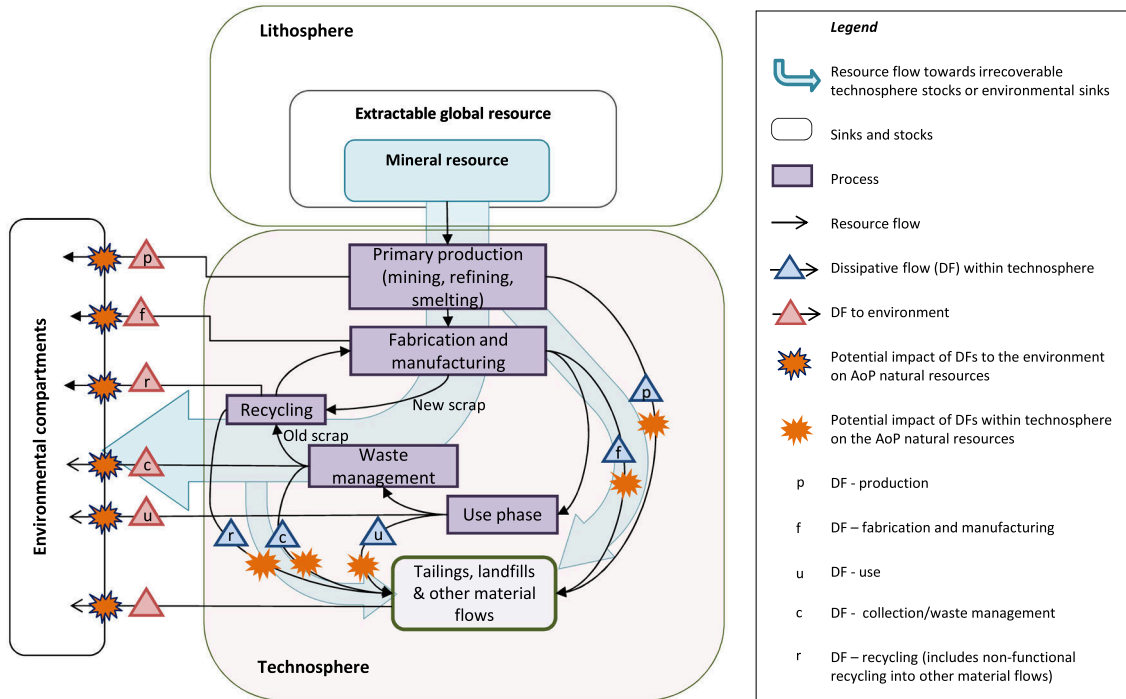 Lithosphere
Extractable global resource
Mineral resource
Primary production
(mining, refining,
smelting)
Fabrication and
manufacturing
New scrap
Recycling
Old scrap
Waste
management
Use phase
Tailings, landfills
& other material
flows
Technosphere
Environmental compartments
p
f
r
c
u
p
f
r
c
u
Legend
Resource flow towards irrecoverable
technosphere stocks or environmental sinks
Sinks and stocks
Process
Resource flow
Dissipative flow (DF) within technosphere
DF to environment
Potential impact of DFs to the environment
on AoP natural resources
Potential impact of DFs within technosphere
on the AoP natural resources
p DF - production
f DF – fabrication and manufacturing
u DF - use
c DF - collection/waste management
r DF – recycling (includes non-functional
recycling into other material flows)